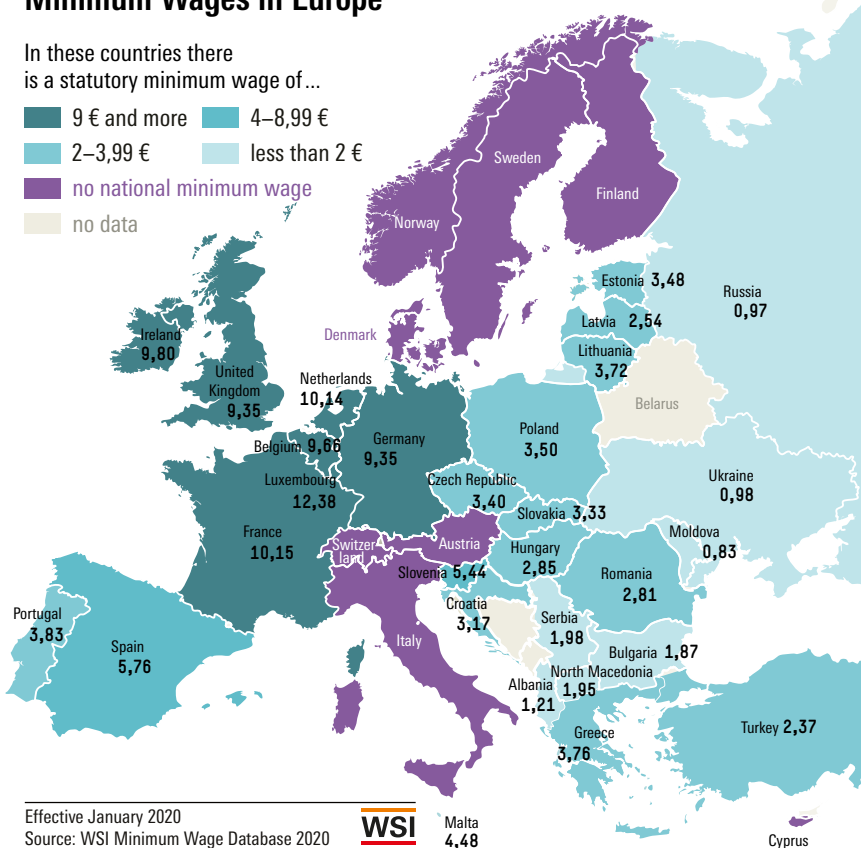 Minimum Wages in Europe
In these countries there
is a statutory minimum wage of...
9 € and more
4–8,99 €
2–3,99 €
less than 2 €
no national minimum wage
no data
Sweden
Finland
Norway
Estonia 3,48
Russia
0,97
Latvia 2,54
Denmark
Ireland
9,80
Lithuania
3,72
United
Kingdom
9,35
Netherlands
10,14
Belarus
Poland
3,50
Belgium 9,66
Germany
9,35
Luxembourg
12,38
Czech Republic
3,40
Ukraine
0,98
Slovakia 3,33
France
10,15
Switzer
land
Austria
Moldova
0,83
Hungary
2,85
Slovenia 5,44
Romania
2,81
Croatia
3,17
Portugal
3,83
Serbia
1,98
Spain
5,76
Italy
Bulgaria 1,87
North Macedonia
1,95
Albania
1,21
Greece
3,76
Turkey 2,37
Effective January 2020
Source: WSI Minimum Wage Database 2020
WSI
Malta
4,48
Cyprus